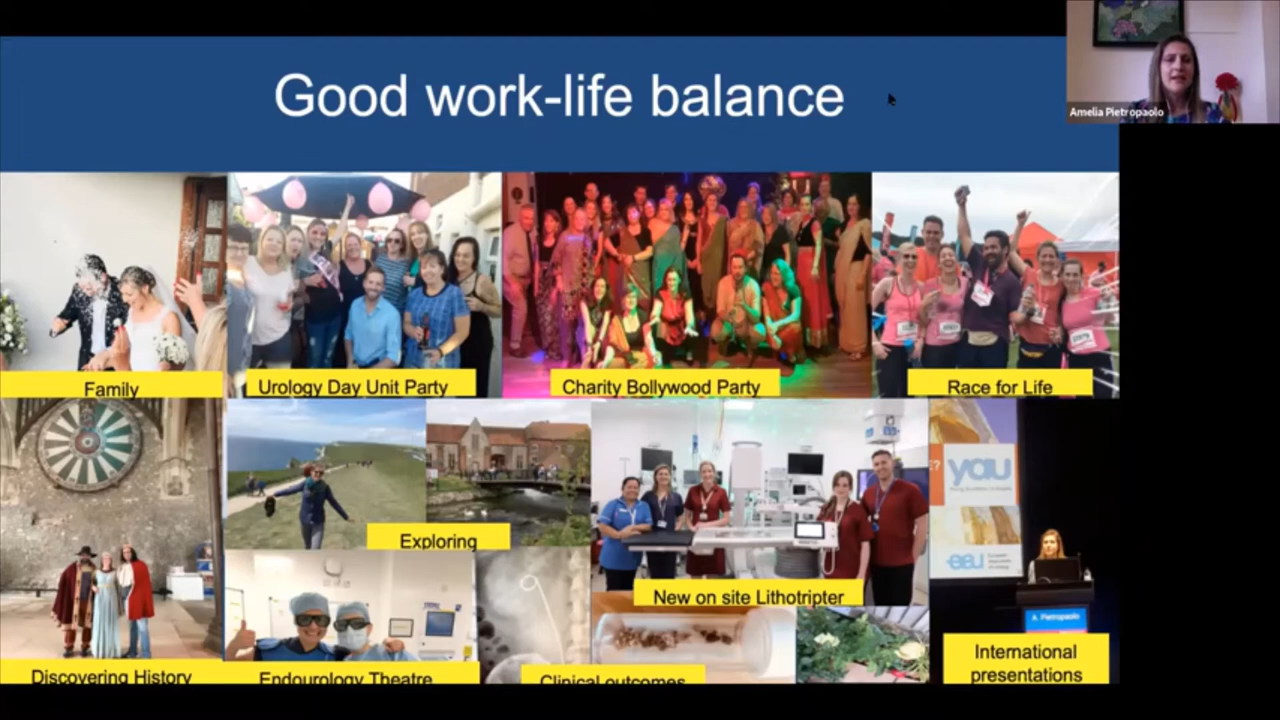 Good work-life balance
Amelia Pietropaolo
Family
Urology Day Unit Party
Charity Bollywood Party
Race for Life
Exploring
New on site Lithotripter
yau
A. Pietropaolo
International
presentations
Discovering History
Endourology Theatre
Clinical outcomes